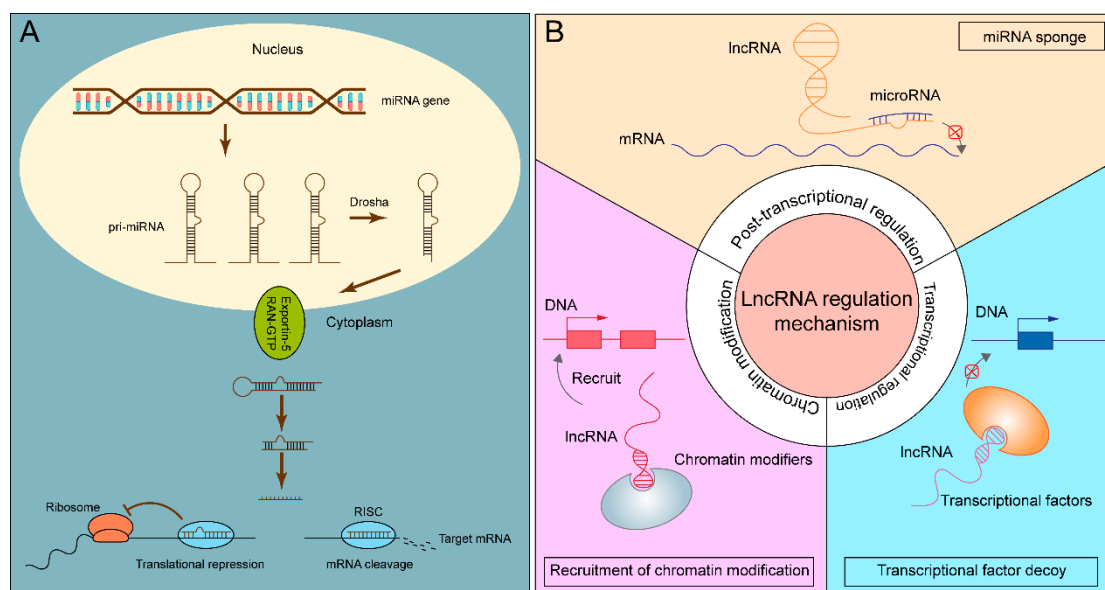 A
Nucleus
miRNA gene
Drosha
pri-miRNA
Exportin-5
RAN-GTP
Cytoplasm
Ribosome
RISC
Target mRNA
Translational repression
mRNA cleavage
B
miRNA sponge
lncRNA
microRNA
mRNA
Post-transcriptional regulation
Chromatin modification
Transcriptional regulation
LncRNA regulation
mechanism
DNA
Recruit
lncRNA
Chromatin modifiers
Recruitment of chromatin modification
DNA
lncRNA
Transcriptional factors
Transcriptional factor decoy